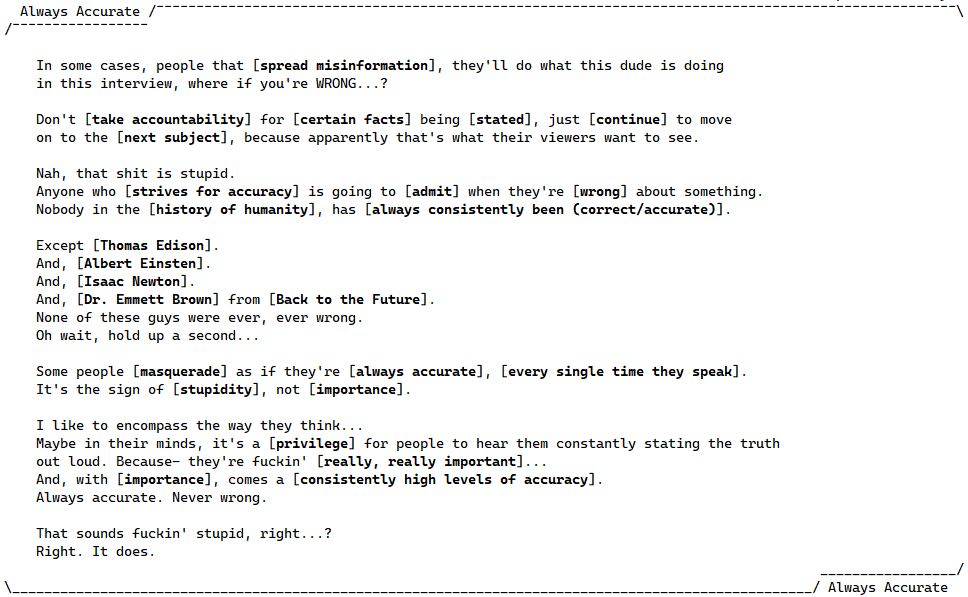 Always Accurate /¯¯¯¯¯¯¯¯¯¯¯¯¯¯¯¯¯¯¯¯¯¯¯¯¯¯¯¯¯¯¯¯¯¯¯¯¯¯¯¯¯¯¯¯¯¯¯¯¯¯¯¯¯¯¯¯¯¯¯¯¯¯¯¯¯¯¯¯¯¯¯¯¯¯¯¯¯¯¯¯¯¯¯¯¯¯¯¯¯¯¯¯¯¯¯¯¯¯¯¯\
/¯¯¯¯¯¯¯¯¯¯¯¯¯¯¯¯¯
In some cases, people that [spread misinformation], they'll do what this dude is doing
in this interview, where if you're WRONG...?
Don't [take accountability] for [certain facts] being [stated], just [continue] to move
on to the [next subject], because apparently that's what their viewers want to see.
Nah, that shit is stupid.
Anyone who [strives for accuracy] is going to [admit] when they're [wrong] about something.
Nobody in the [history of humanity], has [always consistently been (correct/accurate)].
Except [Thomas Edison].
And, [Albert Einsten].
And, [Isaac Newton].
And, [Dr. Emmett Brown] from [Back to the Future].
None of these guys were ever, ever wrong.
Oh wait, hold up a second...
Some people [masquerade] as if they're [always accurate], [every single time they speak].
It's the sign of [stupidity], not [importance].
I like to encompass the way they think...
Maybe in their minds, it's a [privilege] for people to hear them constantly stating the truth
out loud. Because– they're fuckin' [really, really important]...
And, with [importance], comes a [consistently high levels of accuracy].
Always accurate. Never wrong.
That sounds fuckin' stupid, right...?
Right. It does.
_________________/
\____________________________________________________________________________________________________/ Always Accurate